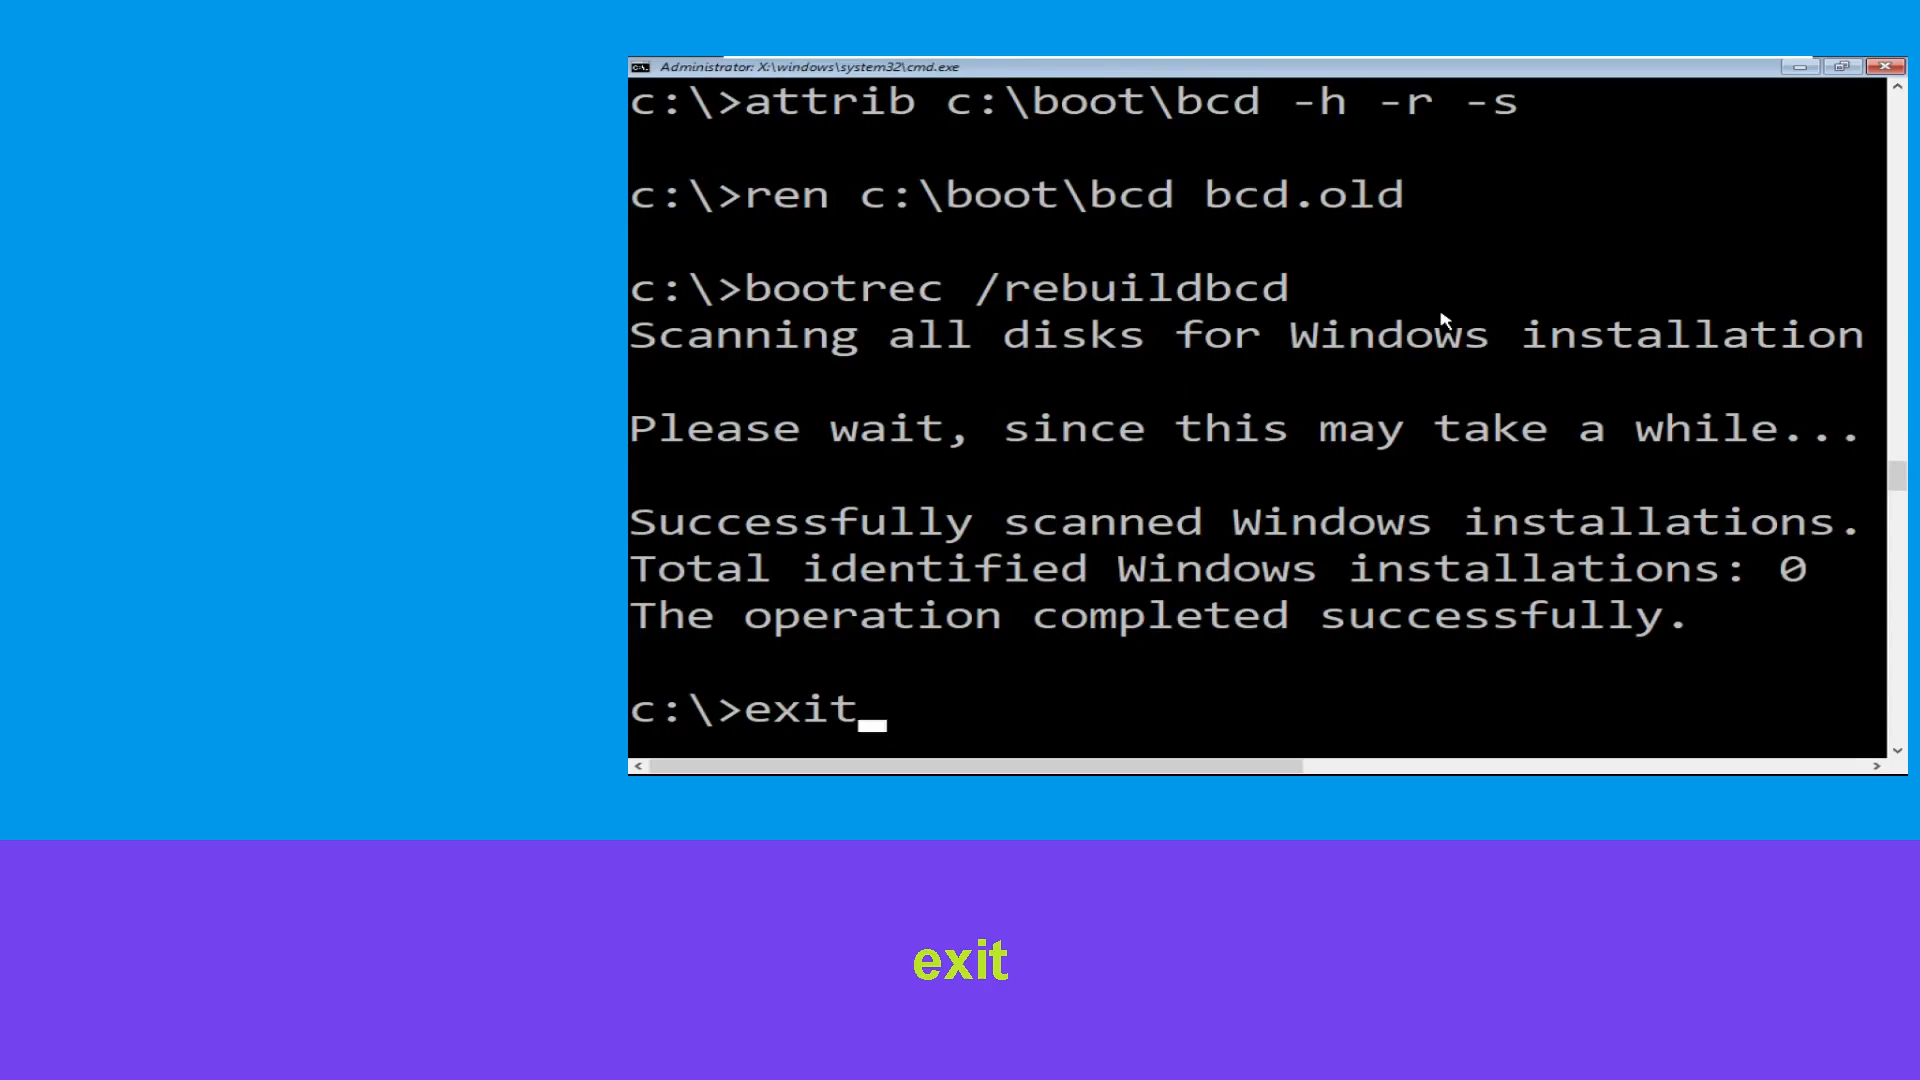 Administrator: X:\windows\system32\cmd.exe
c:\>attrib c:\boot\bcd -h -r -s
c:\>ren c:\boot\bcd bcd.old
c:\>bootrec /rebuildbcd
Scanning all disks for Windows installation
Please wait, since this may take a while...
Successfully scanned Windows installations.
Total identified Windows installations: 0
The operation completed successfully.
c:\>exit
exit